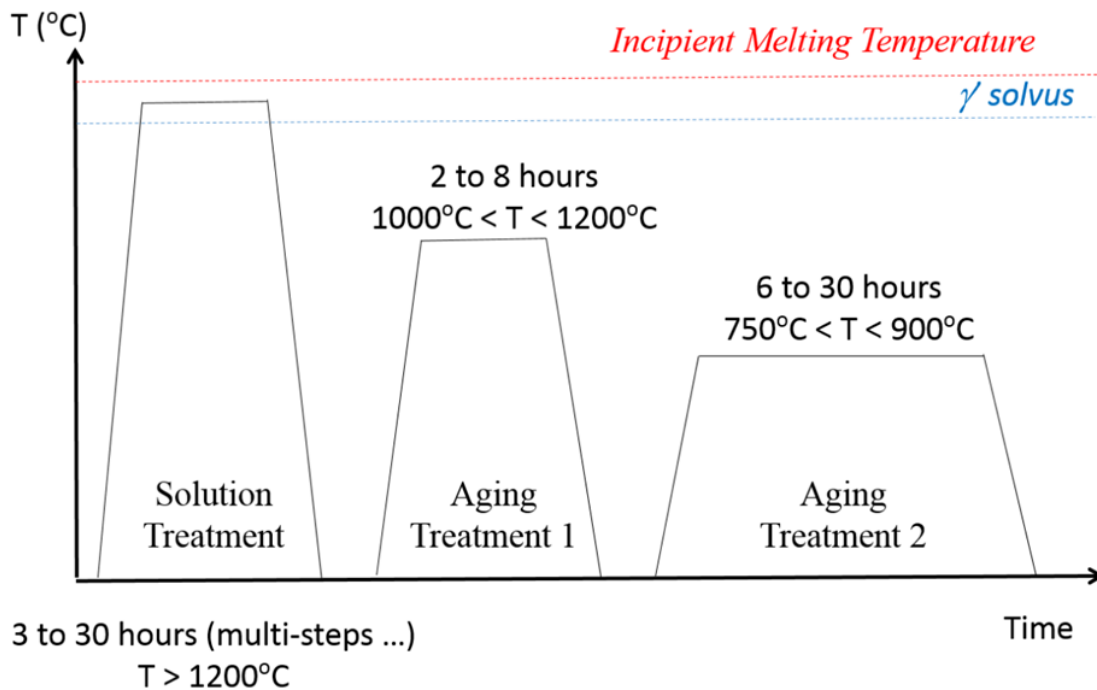 T (°C)
Incipient Melting Temperature
γ' solvus
2 to 8 hours
1000°C < T < 1200°C
6 to 30 hours
750°C < T < 900°C
Solution
Treatment
Aging
Treatment 1
Aging
Treatment 2
Time
3 to 30 hours (multi-steps ...)
T > 1200°C